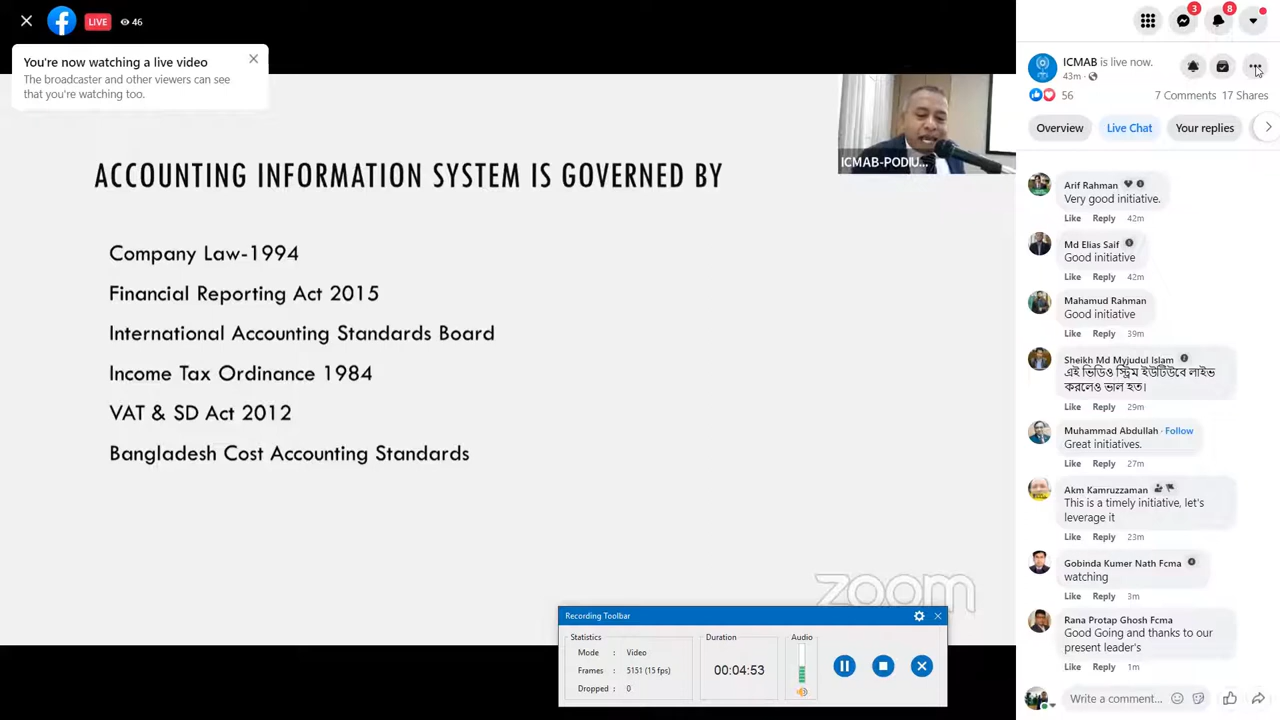 LIVE
46
You're now watching a live video
The broadcaster and other viewers can see
that you're watching too.
ACCOUNTING INFORMATION SYSTEM IS GOVERNED BY
Company Law-1994
Financial Reporting Act 2015
International Accounting Standards Board
Income Tax Ordinance 1984
VAT & SD Act 2012
Bangladesh Cost Accounting Standards
ICMAB-PODIU...
zoom
Recording Toolbar
Statistics
Mode : Video
Frames : 5151 (15 fps)
Dropped : 0
Duration
00:04:53
Audio
3
8
ICMAB is live now.
43m ·
56
7 Comments 17 Shares
Overview
Live Chat
Your replies
Arif Rahman
Very good initiative.
Like Reply 42m
Md Elias Saif
Good initiative
Like Reply 42m
Mahamud Rahman
Good initiative
Like Reply 39m
Sheikh Md Myjudul Islam
এই ভিডিও স্ট্রিম ইউটিউবে লাইভ
করলেও ভাল হত।
Like Reply 29m
Muhammad Abdullah · Follow
Great initiatives.
Like Reply 27m
Akm Kamruzzaman
This is a timely initiative, let's
leverage it
Like Reply 23m
Gobinda Kumer Nath Fcma
watching
Like Reply 3m
Rana Protap Ghosh Fcma
Good Going and thanks to our
present leader's
Like Reply 1m
Write a comment...